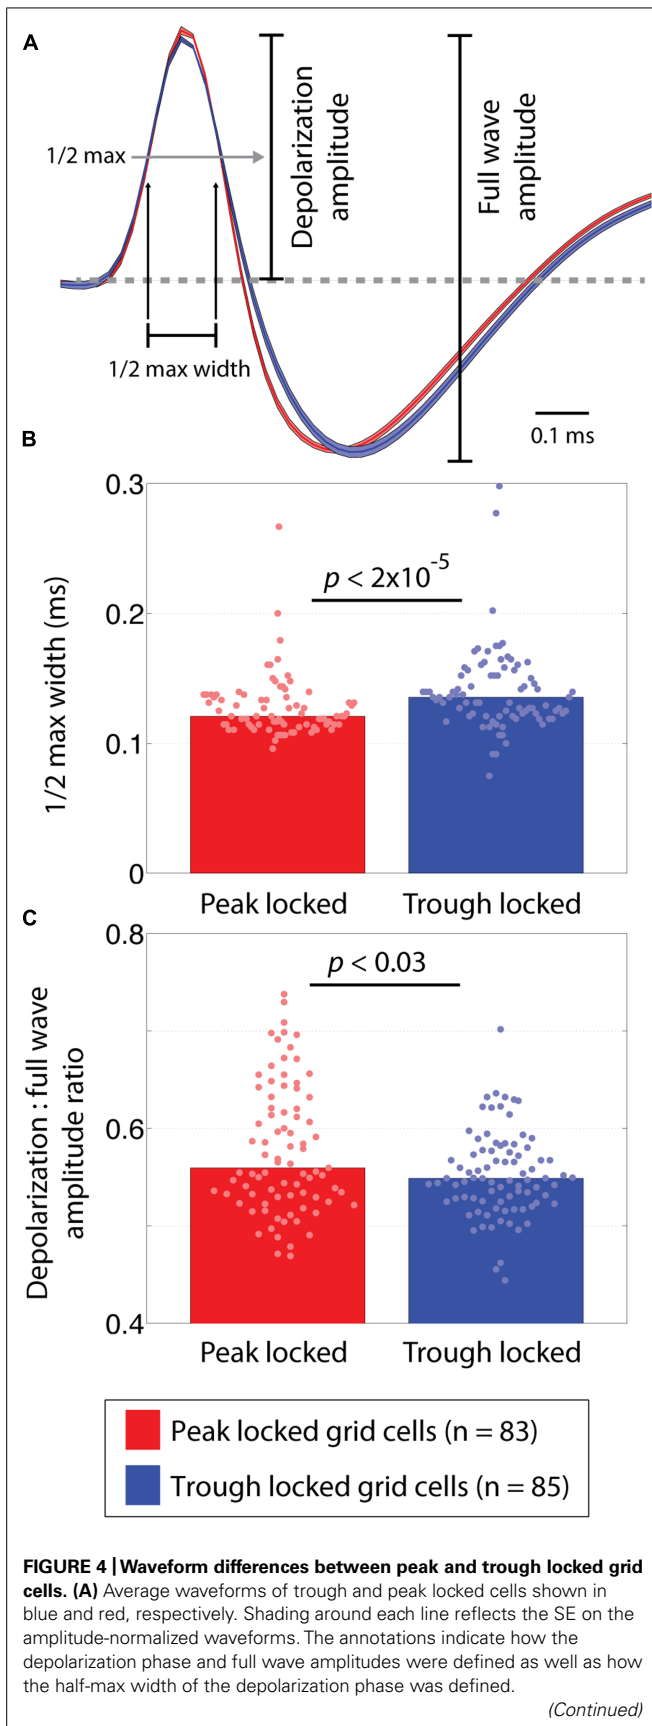 A
1/2 max
Depolarization
amplitude
Full wave
amplitude
1/2 max width
0.1 ms
B
0.3
0.2
0.1
0
1/2 max width (ms)
p < 2x10^-5
Peak locked
Trough locked
C
0.8
0.6
0.4
Depolarization : full wave
amplitude ratio
p < 0.03
Peak locked
Trough locked
Peak locked grid cells (n = 83)
Trough locked grid cells (n = 85)
FIGURE 4 | Waveform differences between peak and trough locked grid
cells. (A) Average waveforms of trough and peak locked cells shown in
blue and red, respectively. Shading around each line reflects the SE on the
amplitude-normalized waveforms. The annotations indicate how the
depolarization phase and full wave amplitudes were defined as well as how
the half-max width of the depolarization phase was defined.
(Continued)